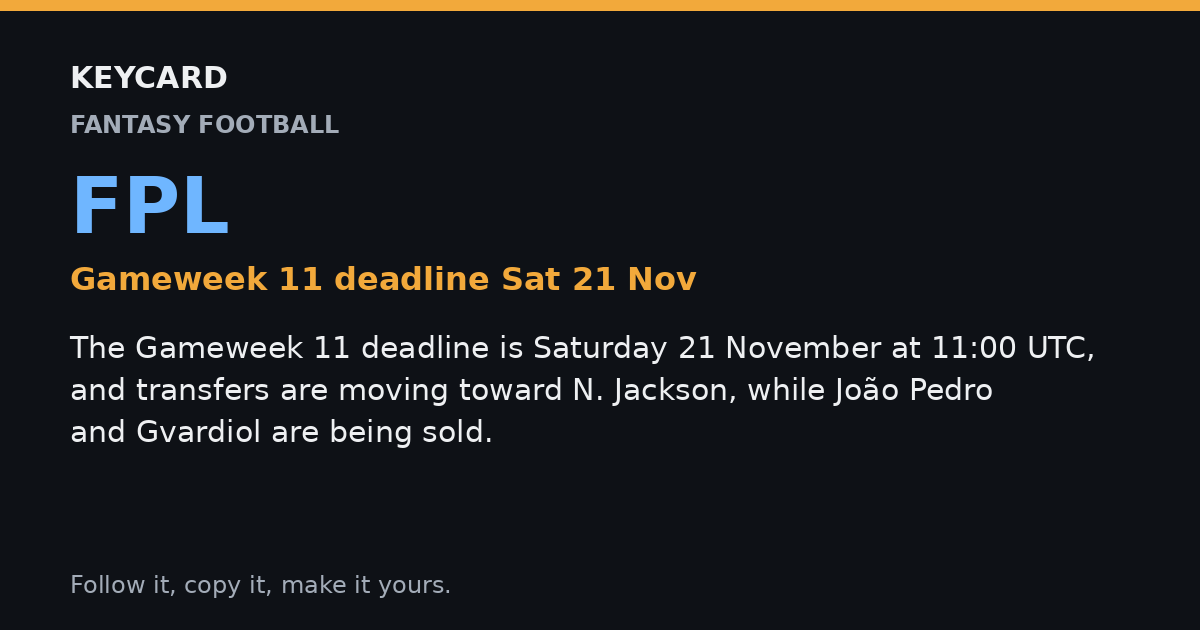 KEYCARD
FANTASY FOOTBALL
FPL
Gameweek 11 deadline Sat 21 Nov
The Gameweek 11 deadline is Saturday 21 November at 11:00 UTC,
and transfers are moving toward N. Jackson, while João Pedro
and Gvardiol are being sold.
Follow it, copy it, make it yours.